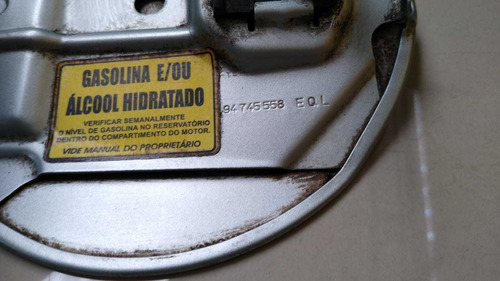 GASOLINA E/OU
ÁLCOOL HIDRATADO
VERIFICAR SEMANALMENTE
O NÍVEL DE GASOLINA NO RESERVATÓRIO
DENTRO DO COMPARTIMENTO DO MOTOR.
VIDE MANUAL DO PROPRIETÁRIO
94745558 EQL